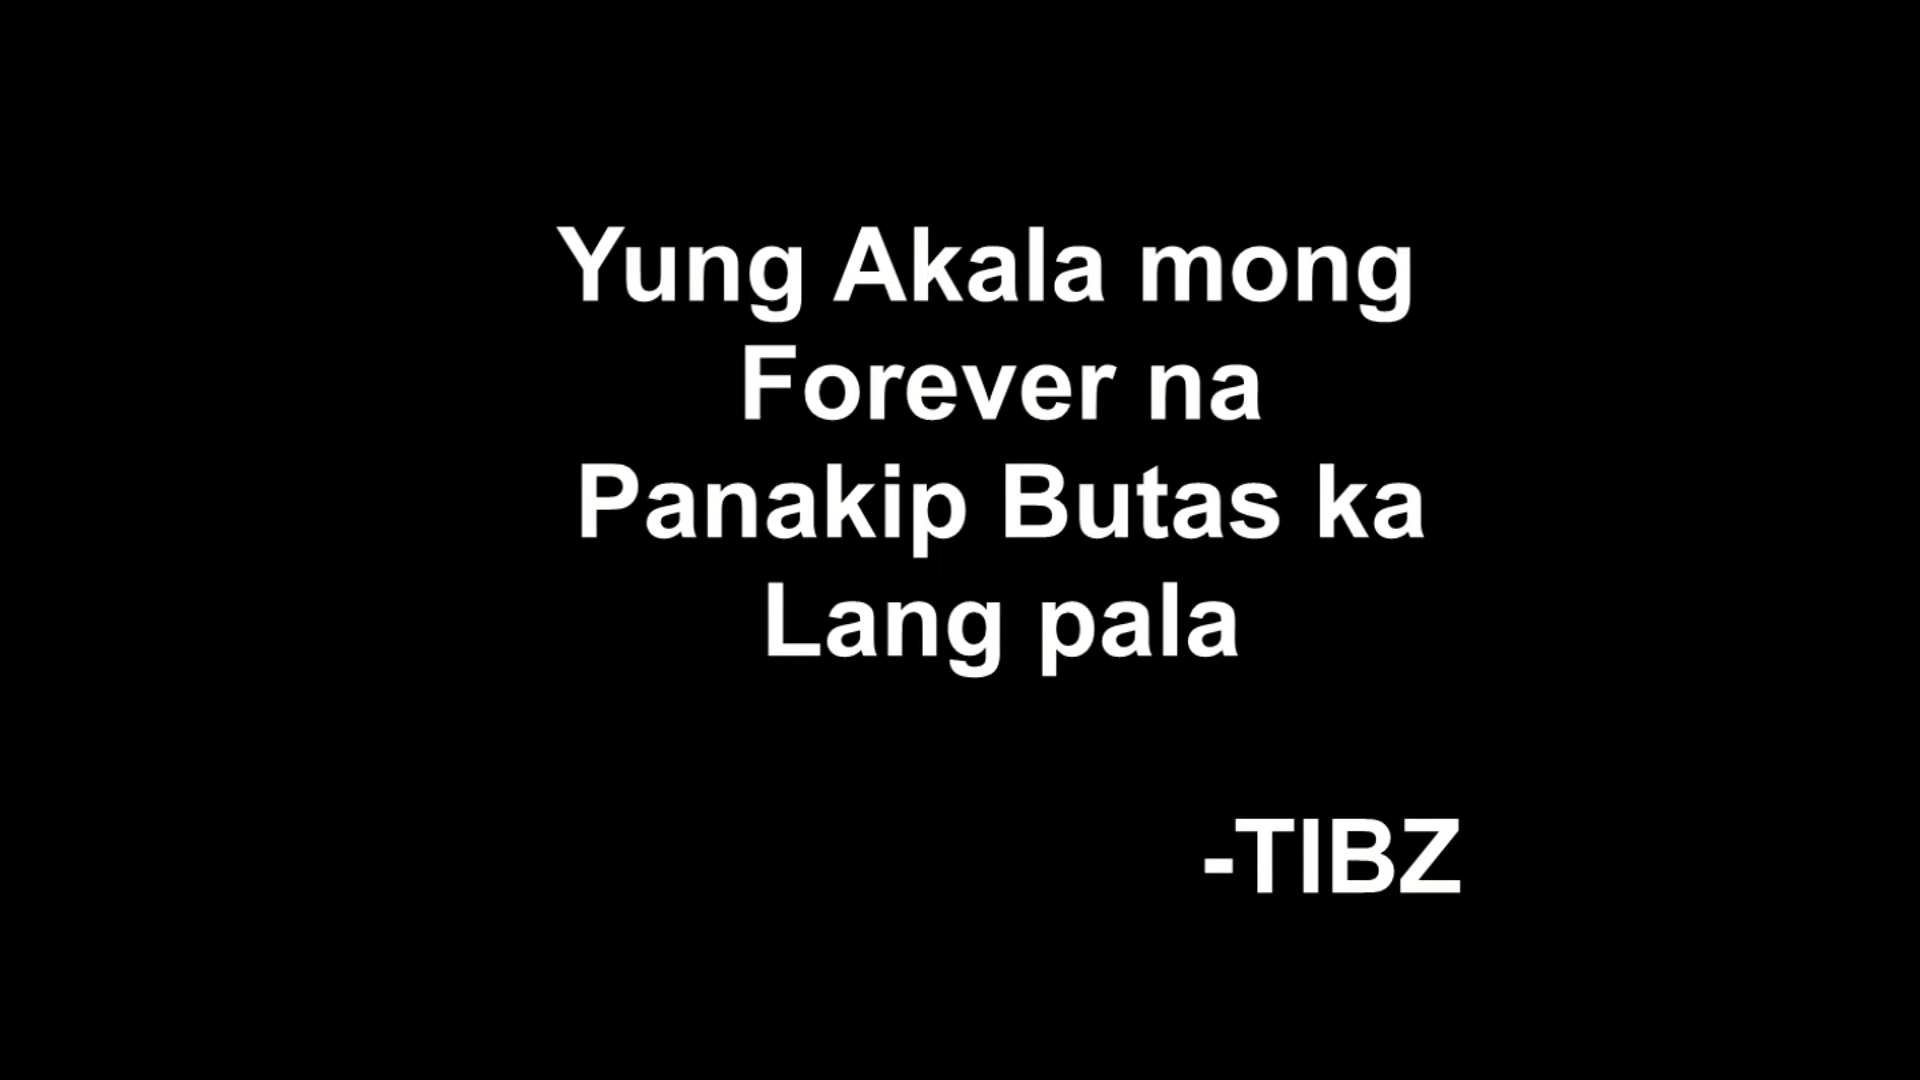 Yung Akala mong
Forever na
Panakip Butas ka
Lang pala
-TIBZ